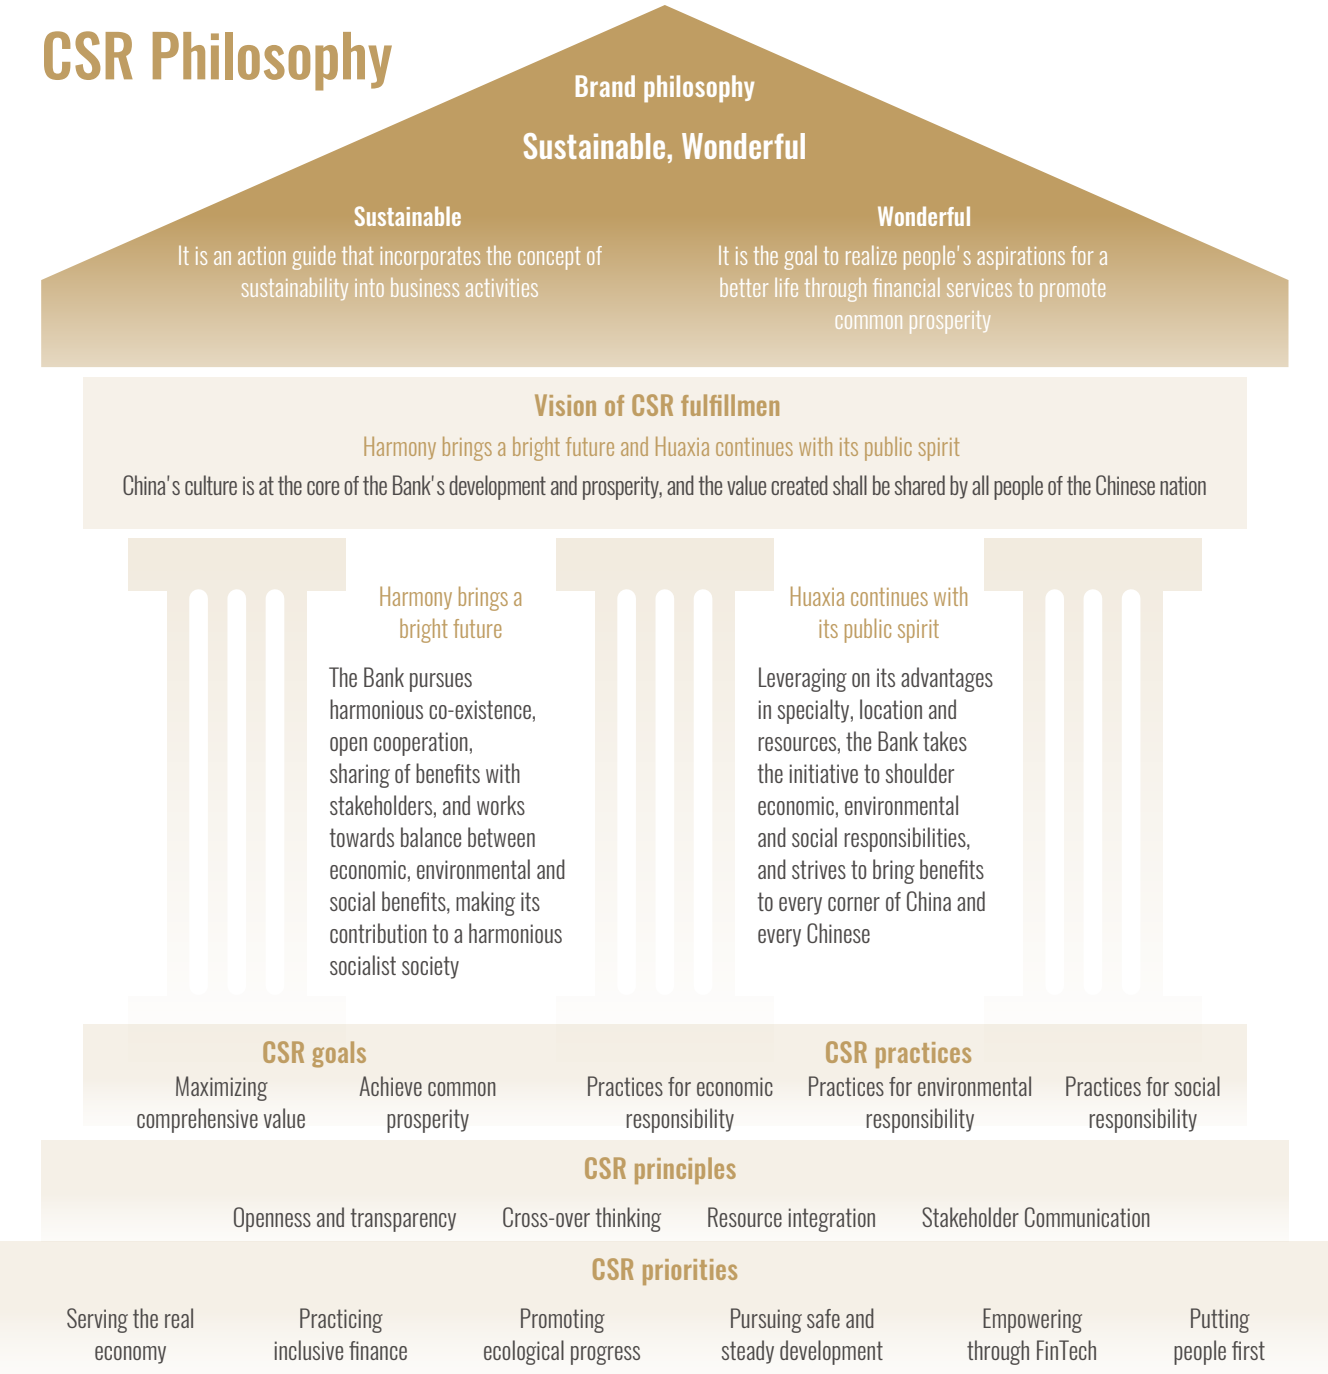 CSR Philosophy
Brand philosophy
Sustainable, Wonderful
Sustainable
It is an action guide that incorporates the concept of
sustainability into business activities
Wonderful
It is the goal to realize people's aspirations for a
better life through financial services to promote
common prosperity
Vision of CSR fulfillmen
Harmony brings a bright future and Huaxia continues with its public spirit
China's culture is at the core of the Bank's development and prosperity, and the value created shall be shared by all people of the Chinese nation
Harmony brings a
bright future
The Bank pursues
harmonious co-existence,
open cooperation,
sharing of benefits with
stakeholders, and works
towards balance between
economic, environmental and
social benefits, making its
contribution to a harmonious
socialist society
Huaxia continues with
its public spirit
Leveraging on its advantages
in specialty, location and
resources, the Bank takes
the initiative to shoulder
economic, environmental
and social responsibilities,
and strives to bring benefits
to every corner of China and
every Chinese
CSR goals
Maximizing
comprehensive value
Achieve common
prosperity
CSR practices
Practices for economic
responsibility
Practices for environmental
responsibility
Practices for social
responsibility
CSR principles
Openness and transparency
Cross-over thinking
Resource integration
Stakeholder Communication
CSR priorities
Serving the real
economy
Practicing
inclusive finance
Promoting
ecological progress
Pursuing safe and
steady development
Empowering
through FinTech
Putting
people first